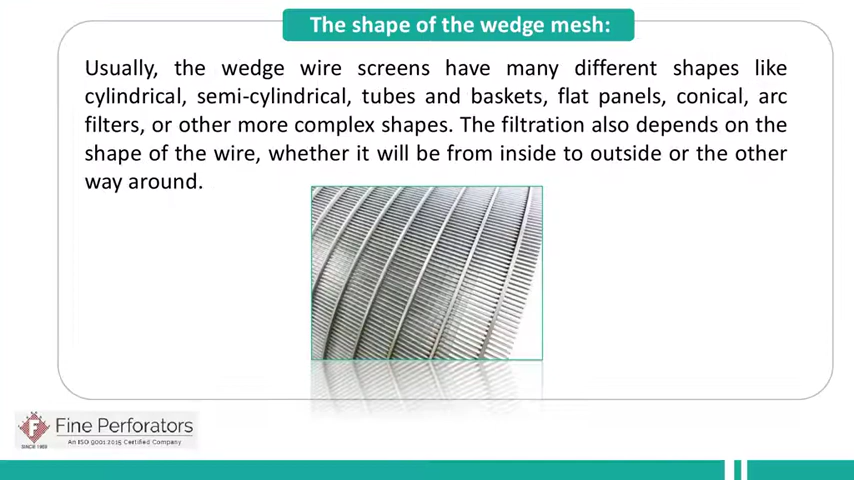 The shape of the wedge mesh:
Usually, the wedge wire screens have many different shapes like
cylindrical, semi-cylindrical, tubes and baskets, flat panels, conical, arc
filters, or other more complex shapes. The filtration also depends on the
shape of the wire, whether it will be from inside to outside or the other
way around.
F
Fine Perforators
SINCE 1989
An ISO 9001:2015 Certified Company